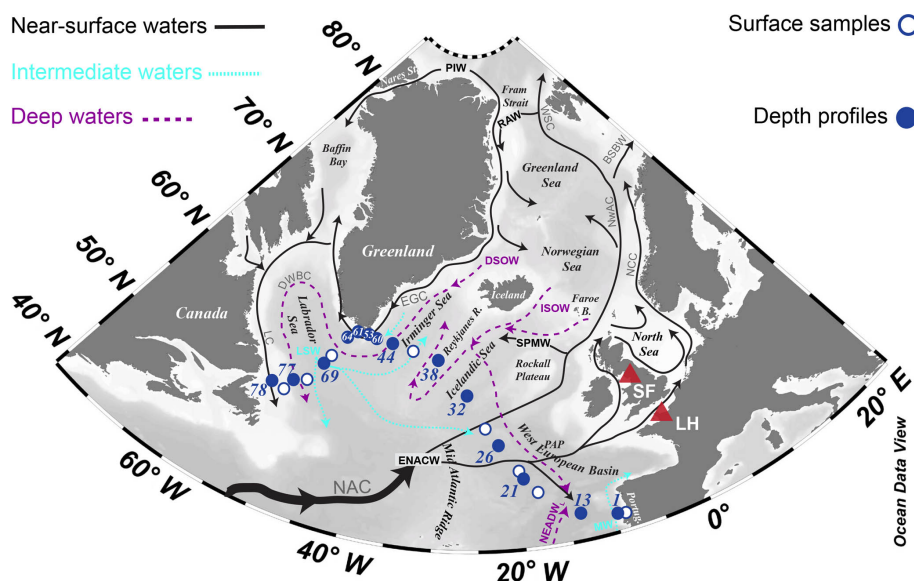 Near-surface waters
Intermediate waters
Deep waters
Surface samples
Depth profiles
80° N
70° N
60° N
50° N
40° N
60° W
40° W
20° W
0°
20° E
Nares St.
PIW
Fram
Strait
WSC
RAW
BSBW
Baffin
Bay
Greenland
Sea
NwAC
Greenland
Norwegian
Sea
NCC
DSOW
Iceland
EGC
ISOW
Faroe
B.
Canada
DWBC
Labrador
Sea
Irminger Sea
Reykjanes R.
Icelandic Sea
SPMW
Rockall
Plateau
North
Sea
SF
LH
LC
LSW
64
61
53
60
44
38
32
69
77
78
26
21
13
1
ENACW
NAC
Mid Atlantic
Ridge
PAP
West European Basin
NEADW
Portug.
Ocean Data View